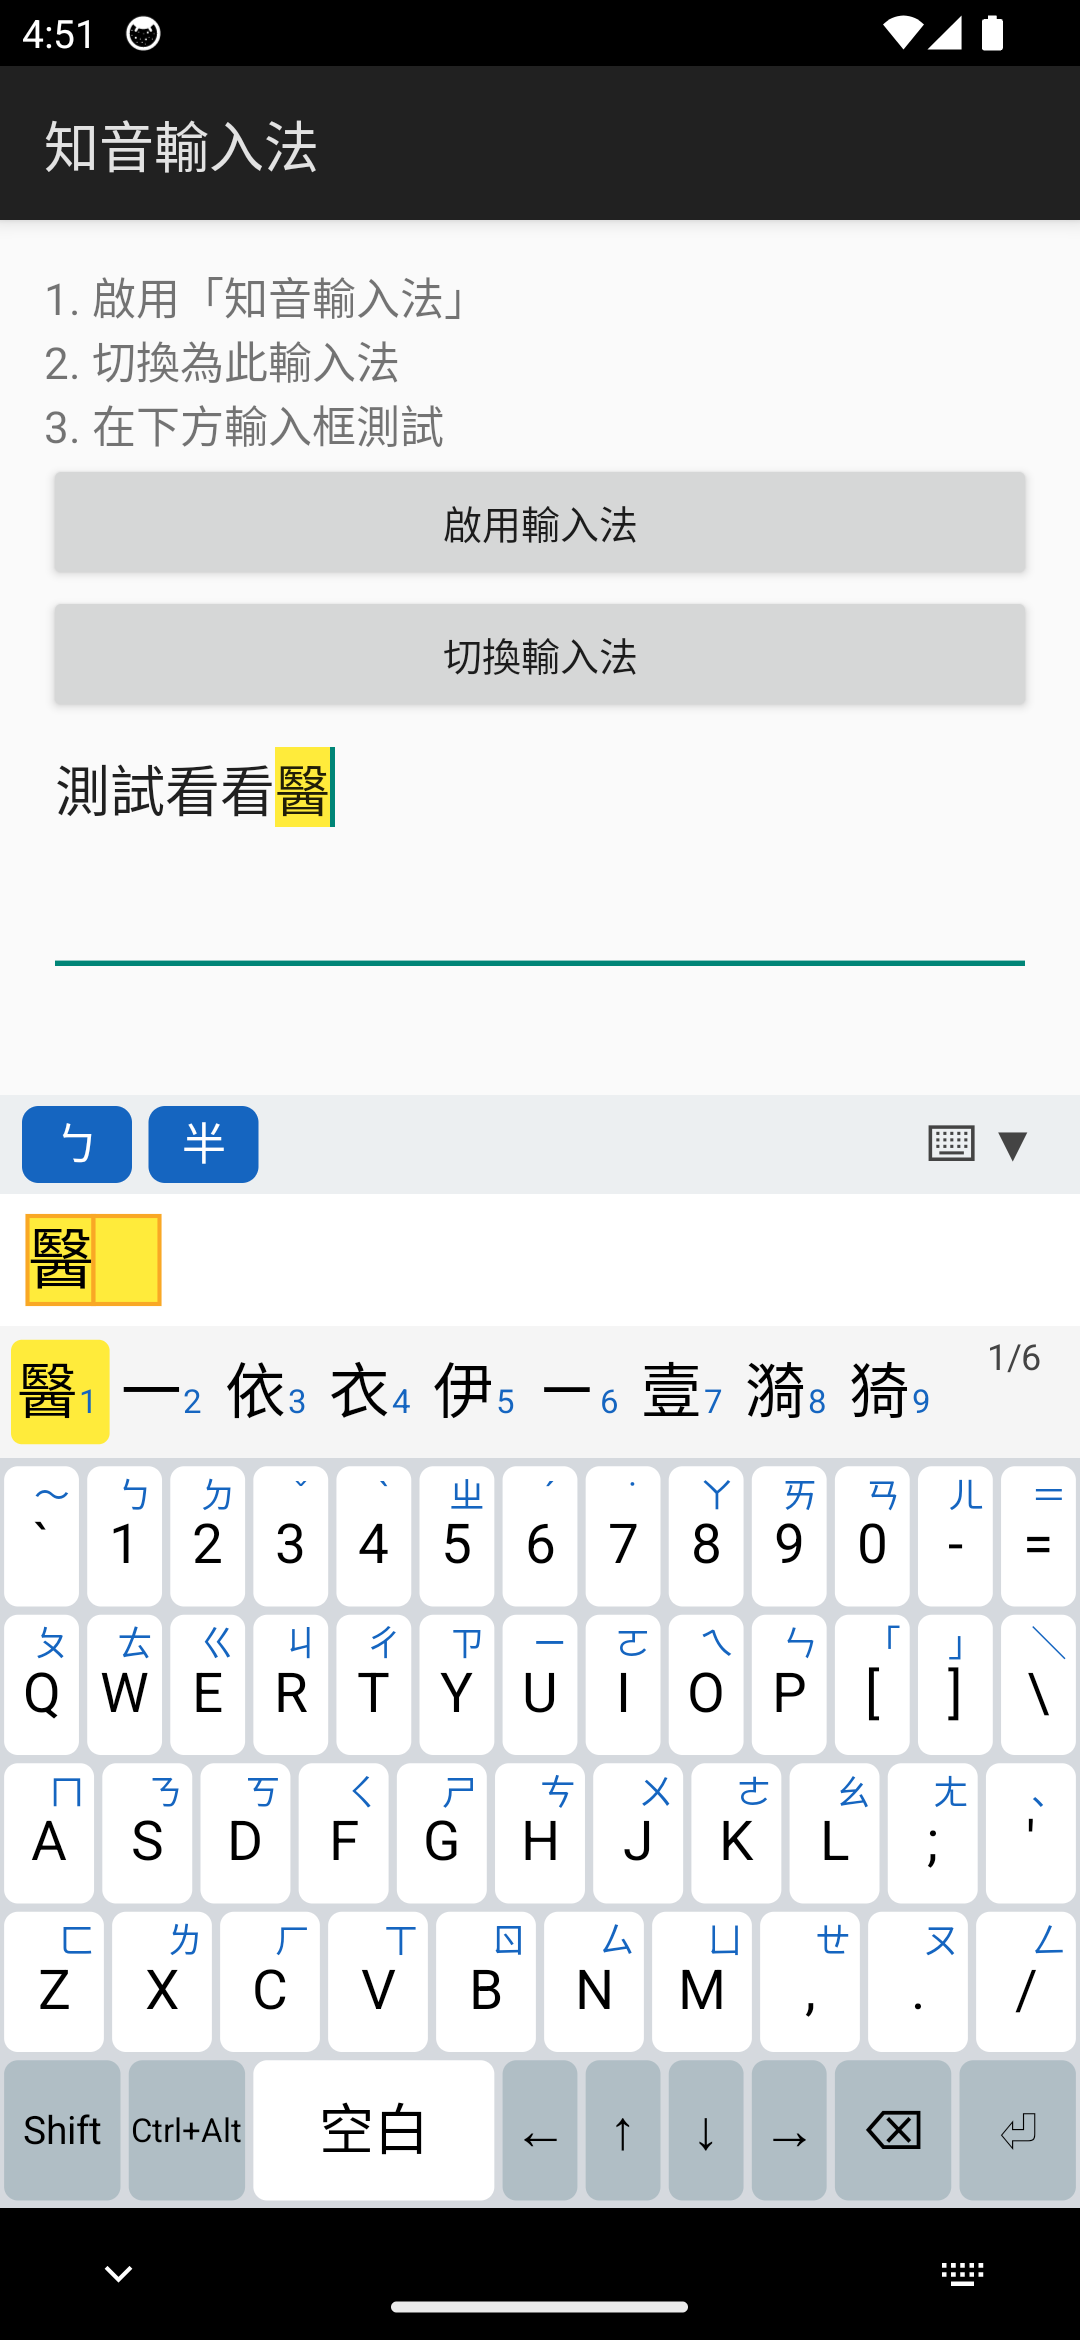 4:51
知音輸入法
1. 啟用「知音輸入法」
2. 切換為此輸入法
3. 在下方輸入框測試
啟用輸入法
切換輸入法
測試看看醫
ㄅ 半 ▼
醫
醫1 一2 依3 衣4 伊5 ㄧ6 壹7 漪8 猗9 1/6
～ ㄅ ㄉ ˇ ˋ ㄓ ˊ ˙ ㄚ ㄞ ㄢ ㄦ ＝
` 1 2 3 4 5 6 7 8 9 0 - =
ㄆ ㄊ ㄍ ㄐ ㄔ ㄗ ㄧ ㄛ ㄟ ㄣ 「 」 ＼
Q W E R T Y U I O P [ ] \
ㄇ ㄋ ㄎ ㄑ ㄕ ㄘ ㄨ ㄜ ㄠ ㄤ 、
A S D F G H J K L ; '
ㄈ ㄌ ㄏ ㄒ ㄖ ㄙ ㄩ ㄝ ㄡ ㄥ
Z X C V B N M , . /
Shift Ctrl+Alt 空白 ← ↑ ↓ → ⌫ ⏎